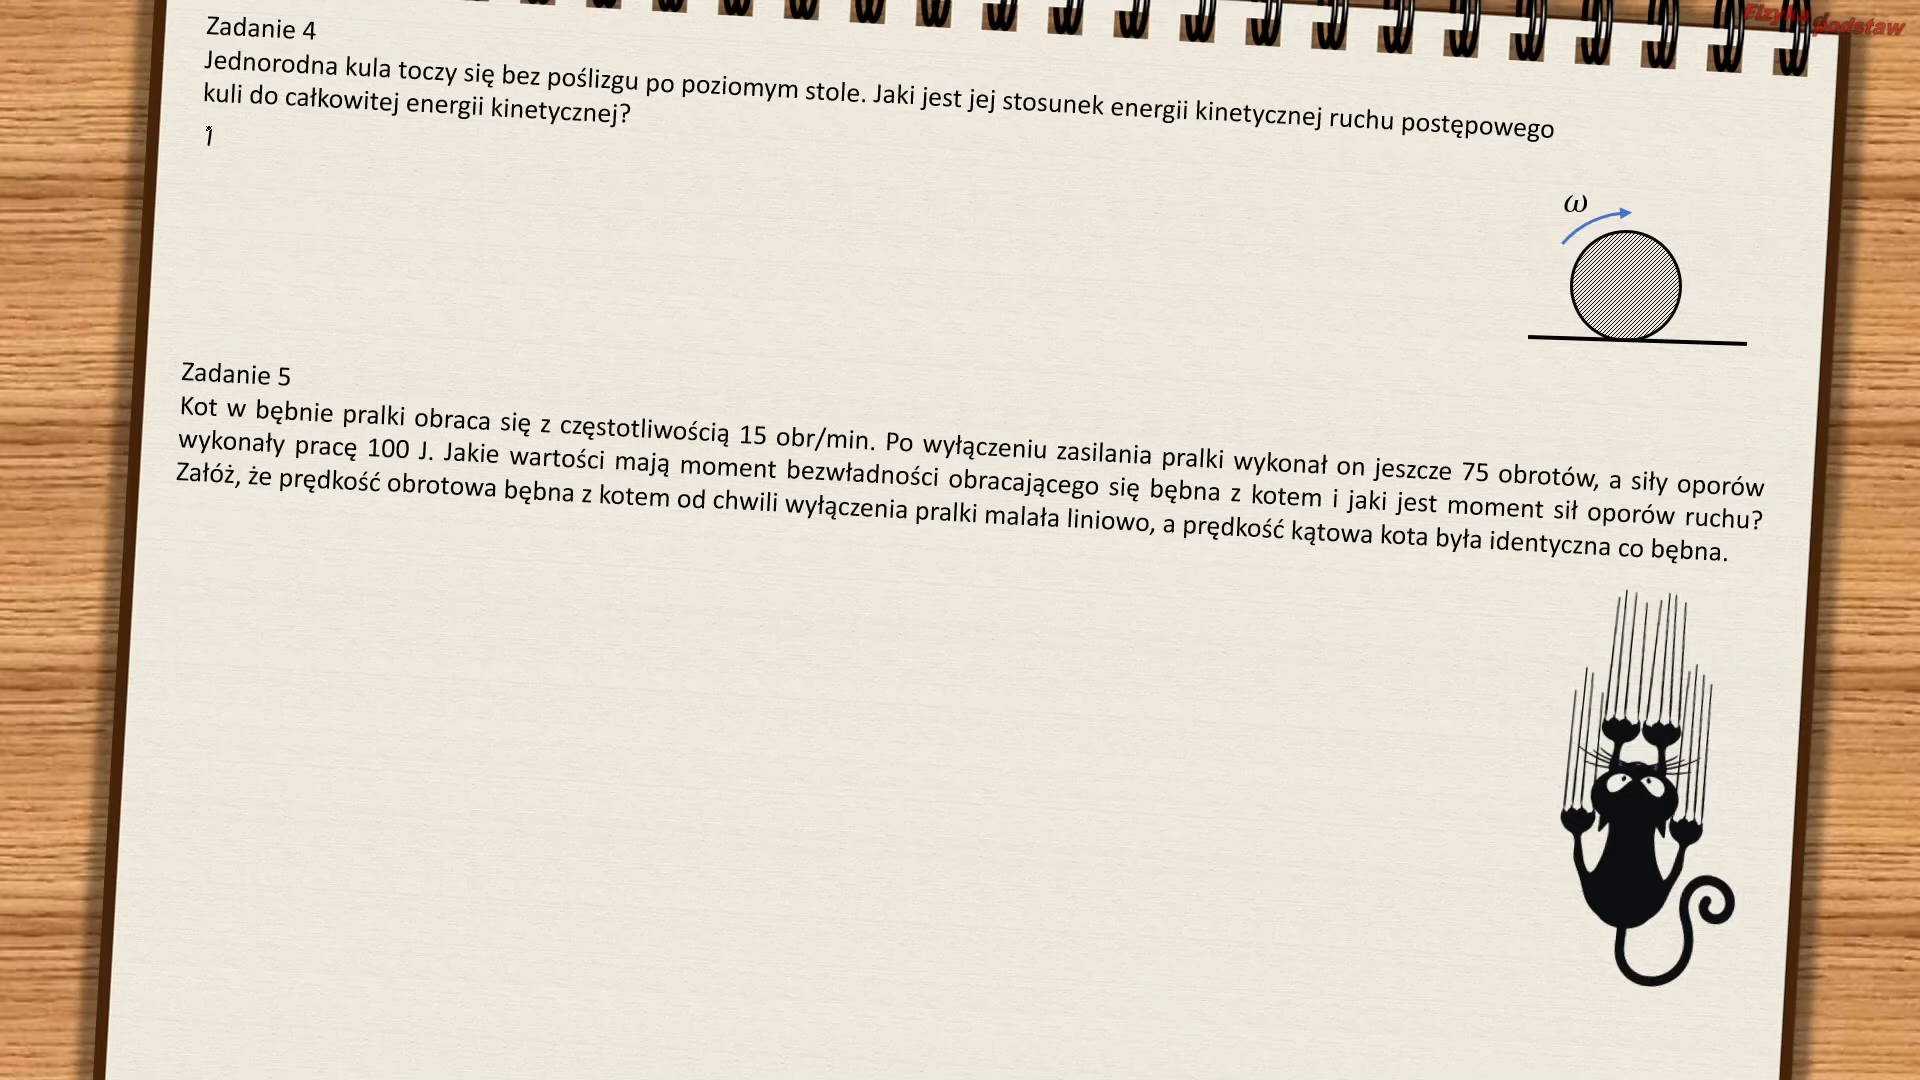 Fizyka od podstaw
Zadanie 4
Jednorodna kula toczy się bez poślizgu po poziomym stole. Jaki jest jej stosunek energii kinetycznej ruchu postępowego
kuli do całkowitej energii kinetycznej?
ω
Zadanie 5
Kot w bębnie pralki obraca się z częstotliwością 15 obr/min. Po wyłączeniu zasilania pralki wykonał on jeszcze 75 obrotów, a siły oporów
wykonały pracę 100 J. Jakie wartości mają moment bezwładności obracającego się bębna z kotem i jaki jest moment sił oporów ruchu?
Załóż, że prędkość obrotowa bębna z kotem od chwili wyłączenia pralki malała liniowo, a prędkość kątowa kota była identyczna co bębna.